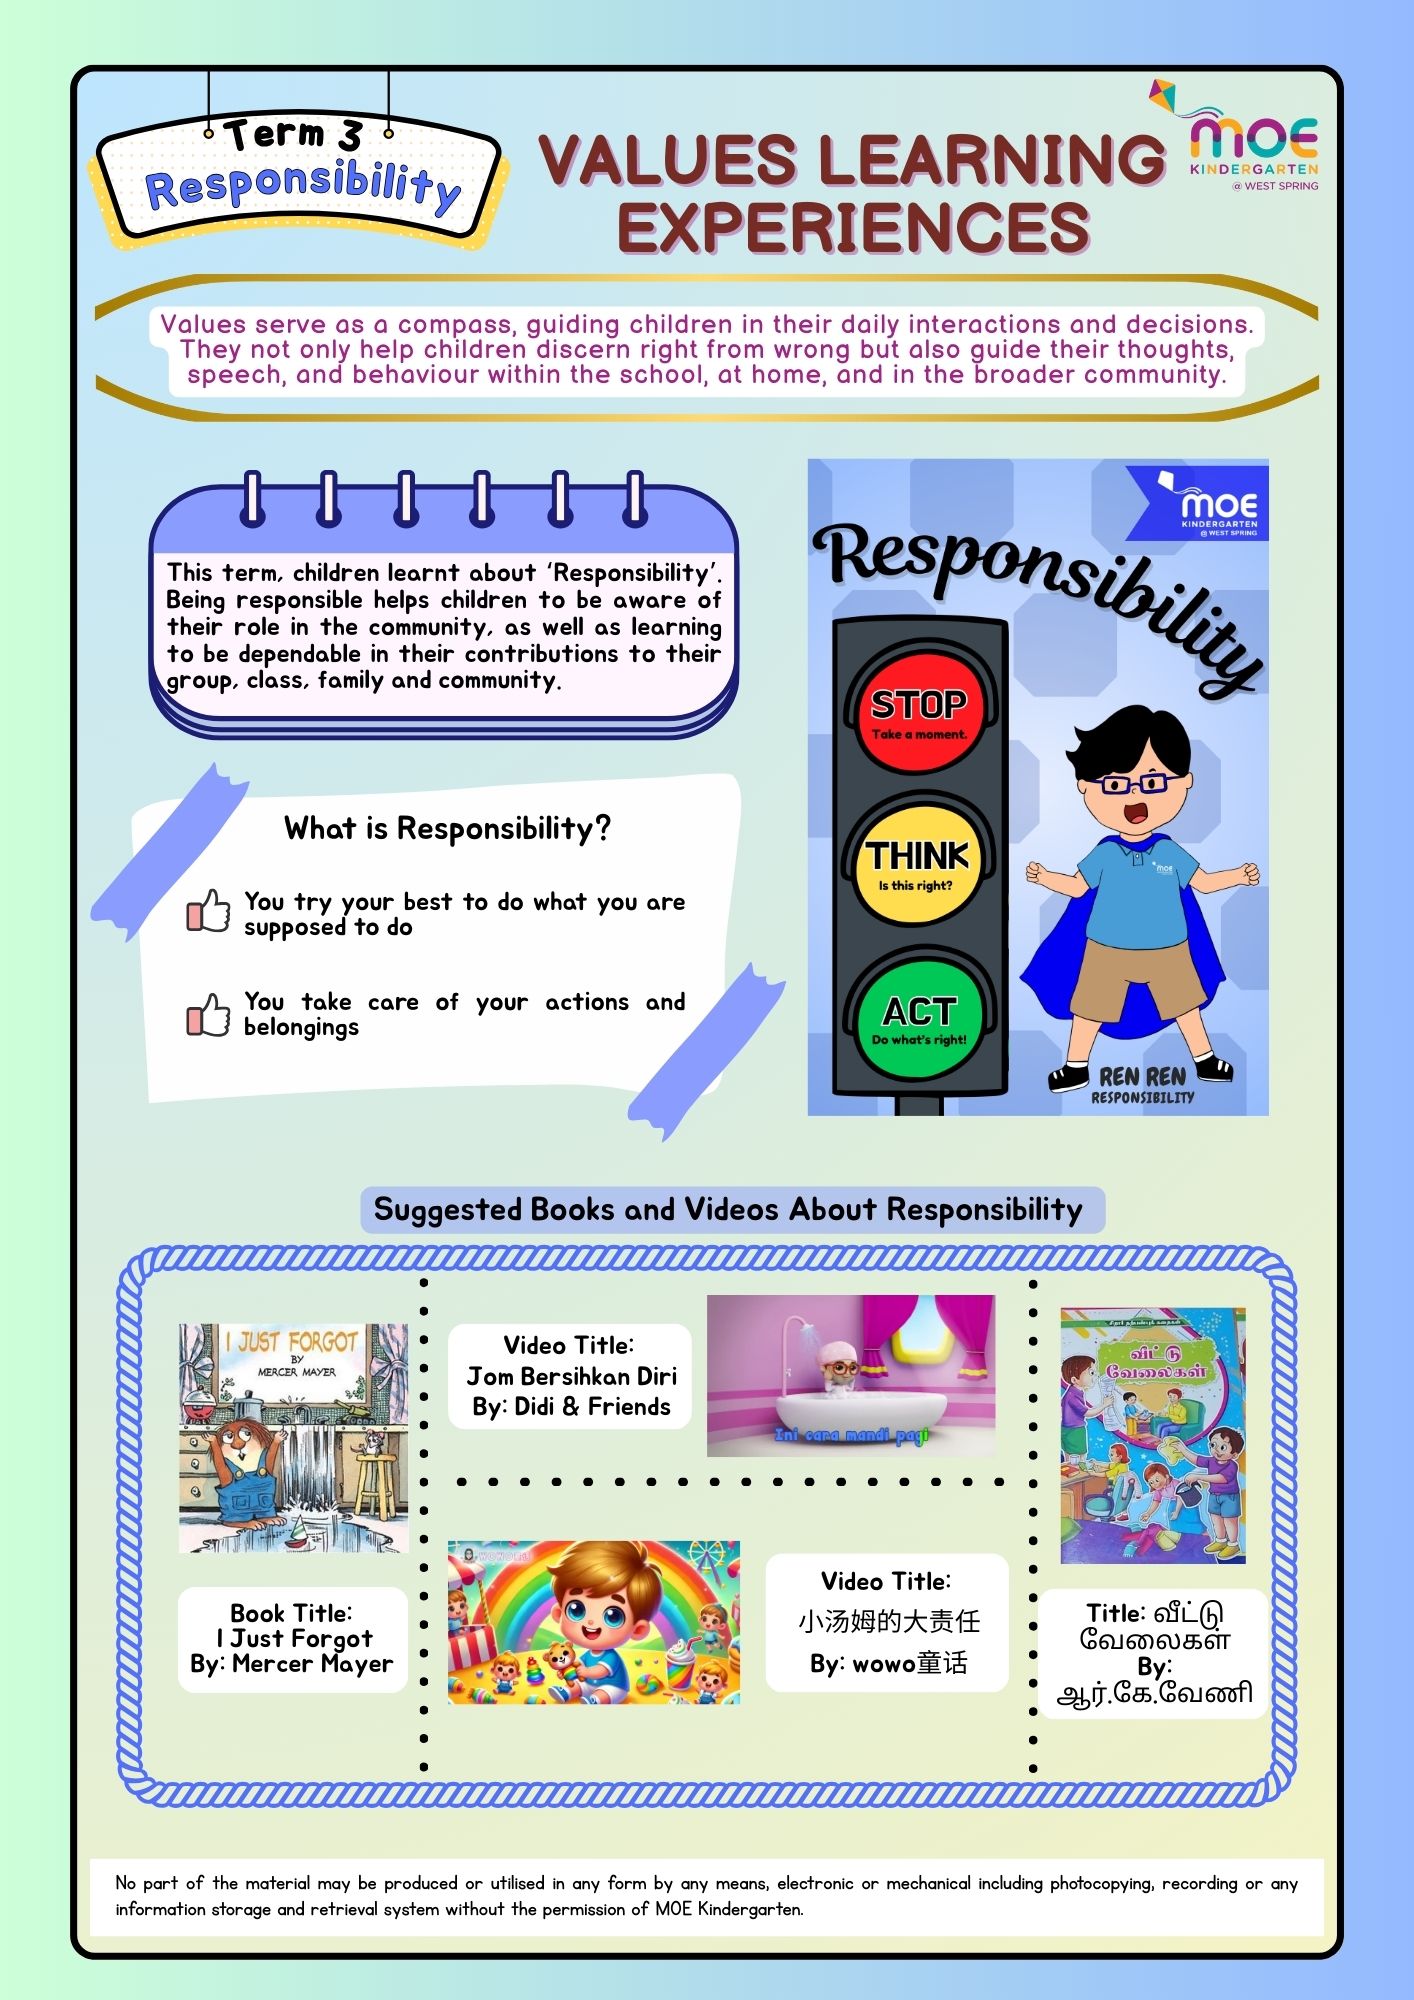 Term 3
Responsibility
VALUES LEARNING
EXPERIENCES
MOE
KINDERGARTEN
@ WEST SPRING
Values serve as a compass, guiding children in their daily interactions and decisions.
They not only help children discern right from wrong but also guide their thoughts,
speech, and behaviour within the school, at home, and in the broader community.
This term, children learnt about ‘Responsibility’.
Being responsible helps children to be aware of
their role in the community, as well as learning
to be dependable in their contributions to their
group, class, family and community.
What is Responsibility?
You try your best to do what you are
supposed to do
You take care of your actions and
belongings
MOE
KINDERGARTEN
@ WEST SPRING
Responsibility
STOP
Take a moment.
THINK
Is this right?
ACT
Do what's right!
moe
REN REN
RESPONSIBILITY
Suggested Books and Videos About Responsibility
I JUST FORGOT
BY
MERCER MAYER
Book Title:
I Just Forgot
By: Mercer Mayer
Video Title:
Jom Bersihkan Diri
By: Didi & Friends
Ini cara mandi pagi
Video Title:
小汤姆的大责任
By: wowo童话
வீட்டு
வேலைகள்
Title: வீட்டு
வேலைகள்
By:
ஆர்.கே.வேணி
No part of the material may be produced or utilised in any form by any means, electronic or mechanical including photocopying, recording or any
information storage and retrieval system without the permission of MOE Kindergarten.